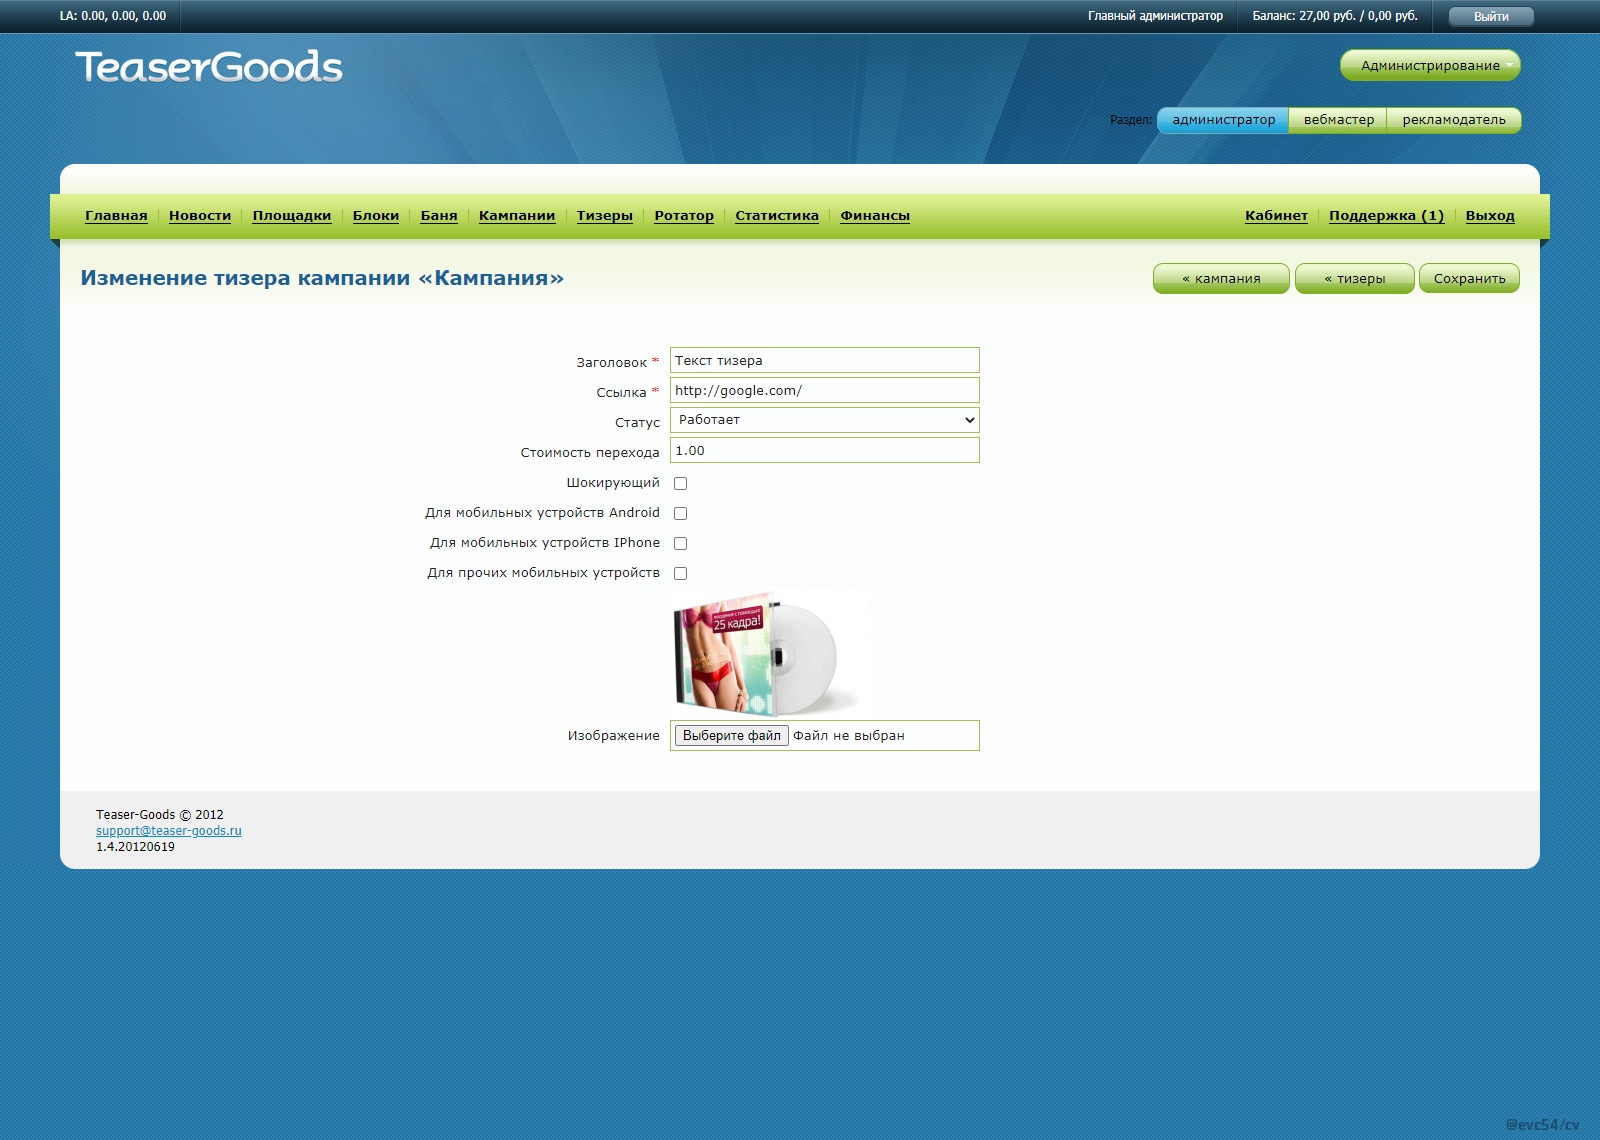 LA: 0.00, 0.00, 0.00
Главный администратор
Баланс: 27,00 руб. / 0,00 руб.
Выйти
TeaserGoods
Администрирование
Раздел: администратор вебмастер рекламодатель
Главная Новости Площадки Блоки Баня Кампании Тизеры Ротатор Статистика Финансы Кабинет Поддержка (1) Выход
Изменение тизера кампании «Кампания»
« кампания « тизеры Сохранить
Заголовок * Текст тизера
Ссылка * http://google.com/
Статус Работает
Стоимость перехода 1.00
Шокирующий
Для мобильных устройств Android
Для мобильных устройств IPhone
Для прочих мобильных устройств
25 кадра!
Изображение Выберите файл Файл не выбран
Teaser-Goods © 2012
support@teaser-goods.ru
1.4.20120619
@evc54/cv